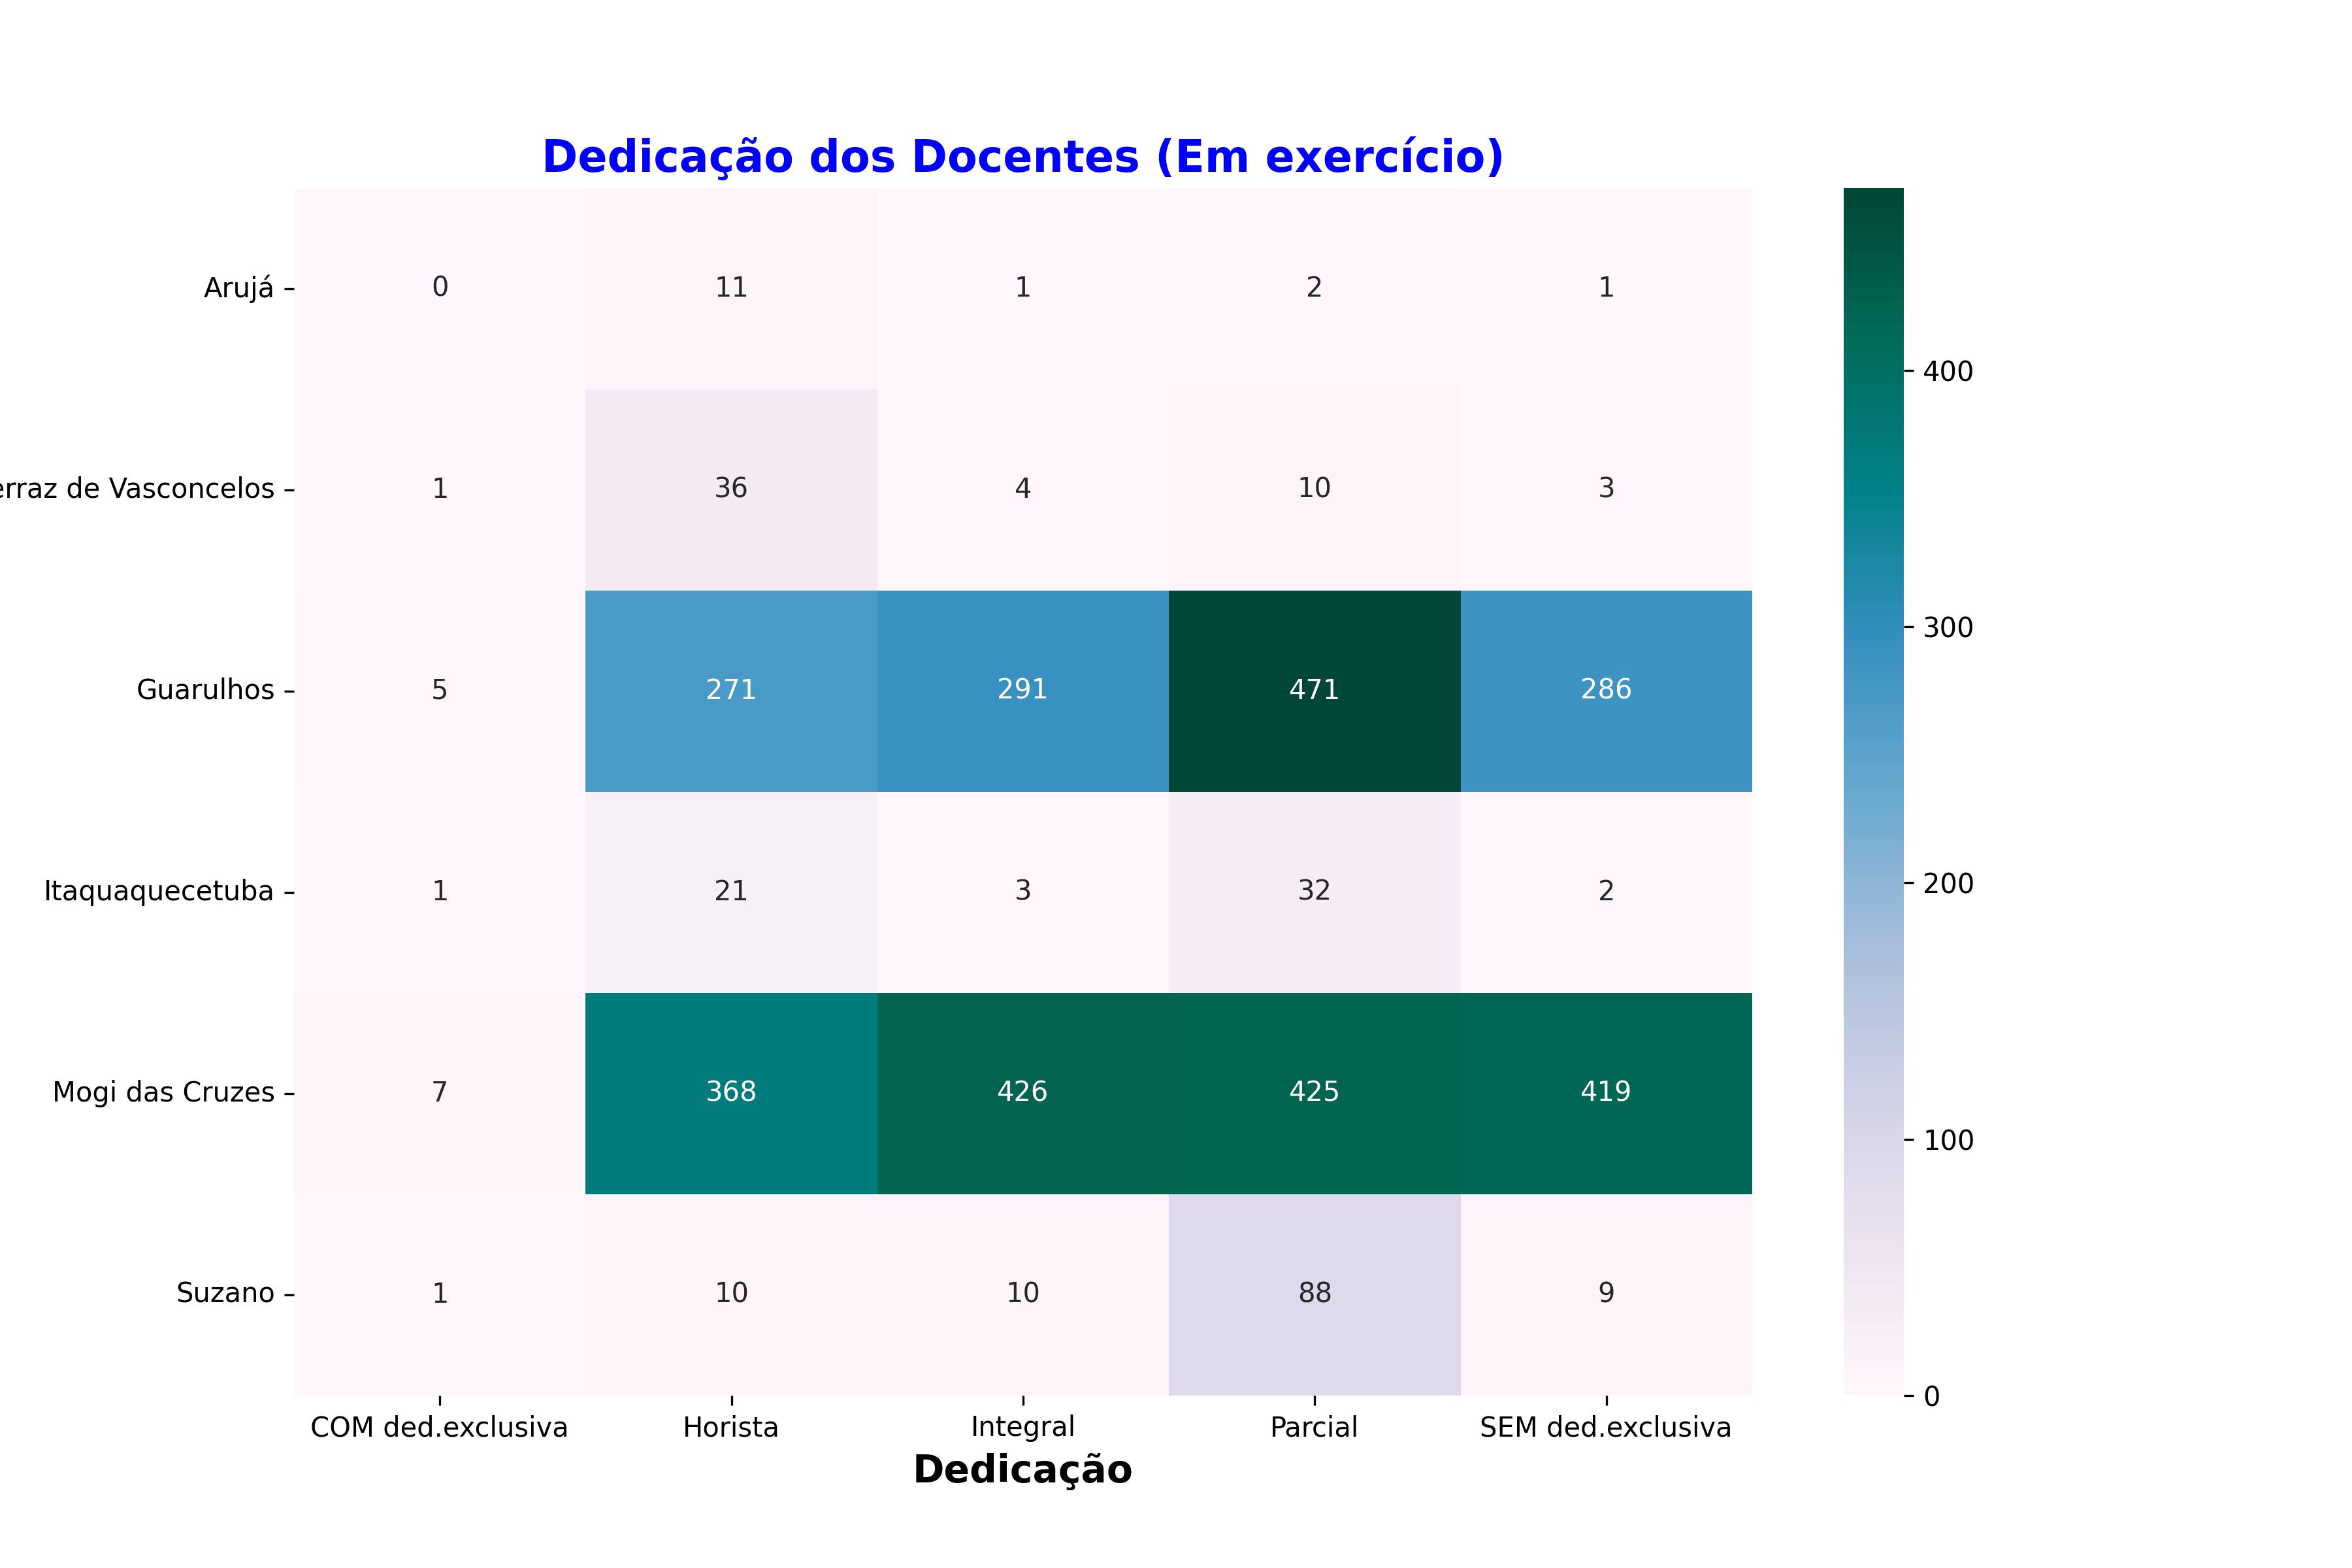 Dedicação dos Docentes (Em exercício)
Arujá 0 11 1 2 1
erraz de Vasconcelos 1 36 4 10 3
Guarulhos 5 271 291 471 286
Itaquaquecetuba 1 21 3 32 2
Mogi das Cruzes 7 368 426 425 419
Suzano 1 10 10 88 9
COM ded.exclusiva Horista Integral Parcial SEM ded.exclusiva
Dedicação
400
300
200
100
0